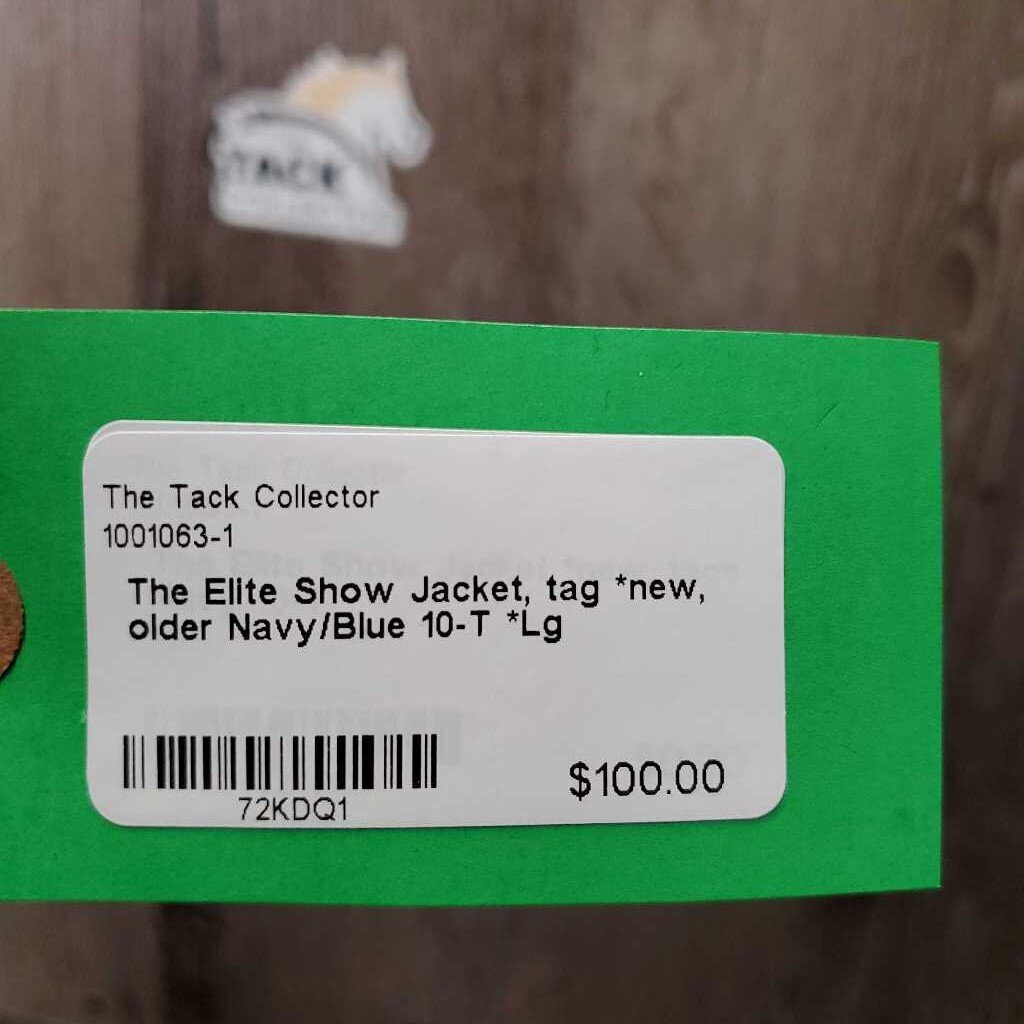 TACK
The Tack Collector
1001063-1
The Elite Show Jacket, tag *new,
older Navy/Blue 10-T *Lg
72KDQ1
$100.00